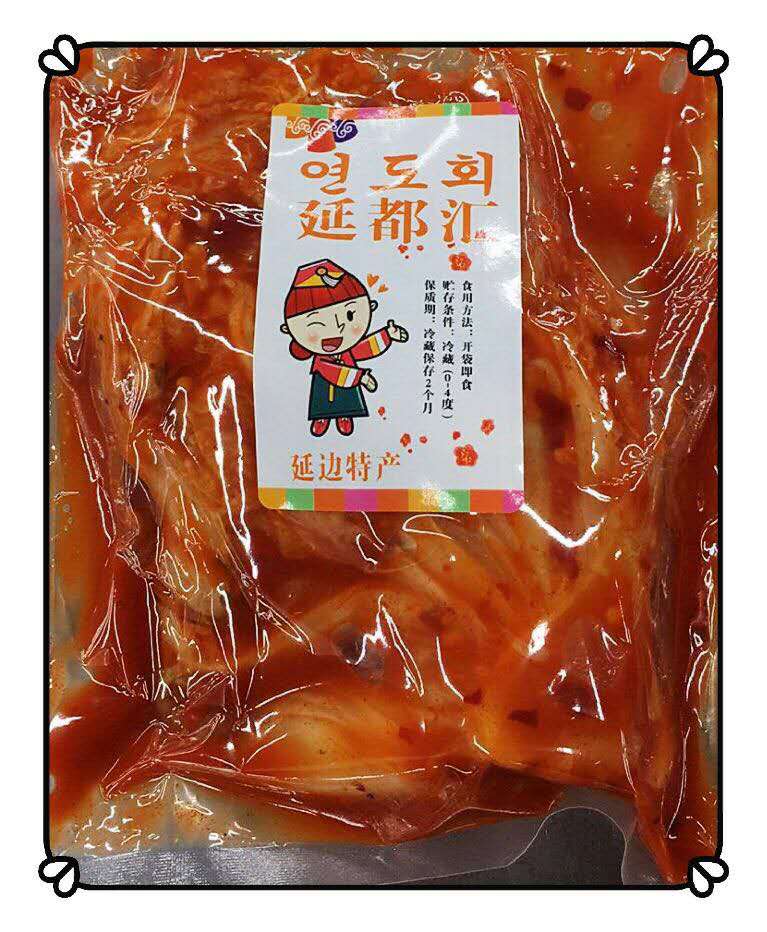 연도회
延都汇
食用方法：开袋即食
贮存条件：冷藏(0-4度)
保质期：冷藏保存2个月
延边特产